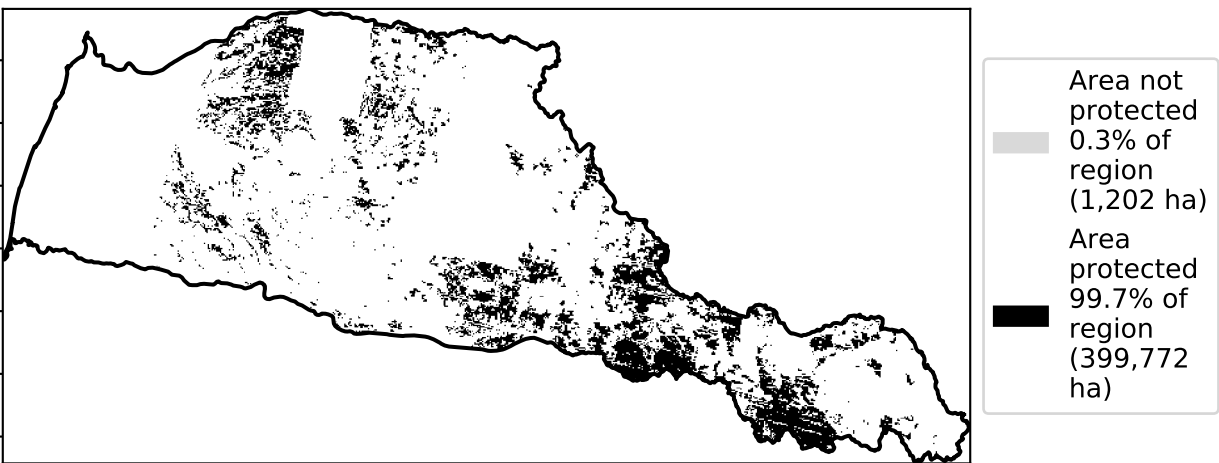 Area not
protected
0.3% of
region
(1,202 ha)
Area
protected
99.7% of
region
(399,772
ha)